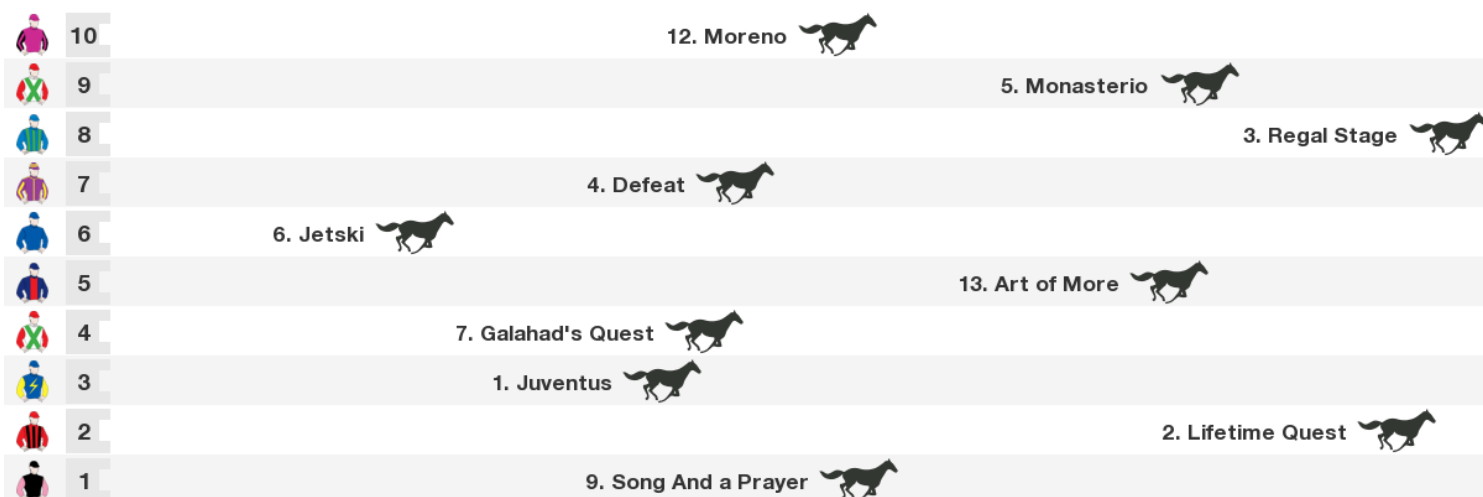 10 12. Moreno
9 5. Monasterio
8 3. Regal Stage
7 4. Defeat
6 6. Jetski
5 13. Art of More
4 7. Galahad's Quest
3 1. Juventus
2 2. Lifetime Quest
1 9. Song And a Prayer